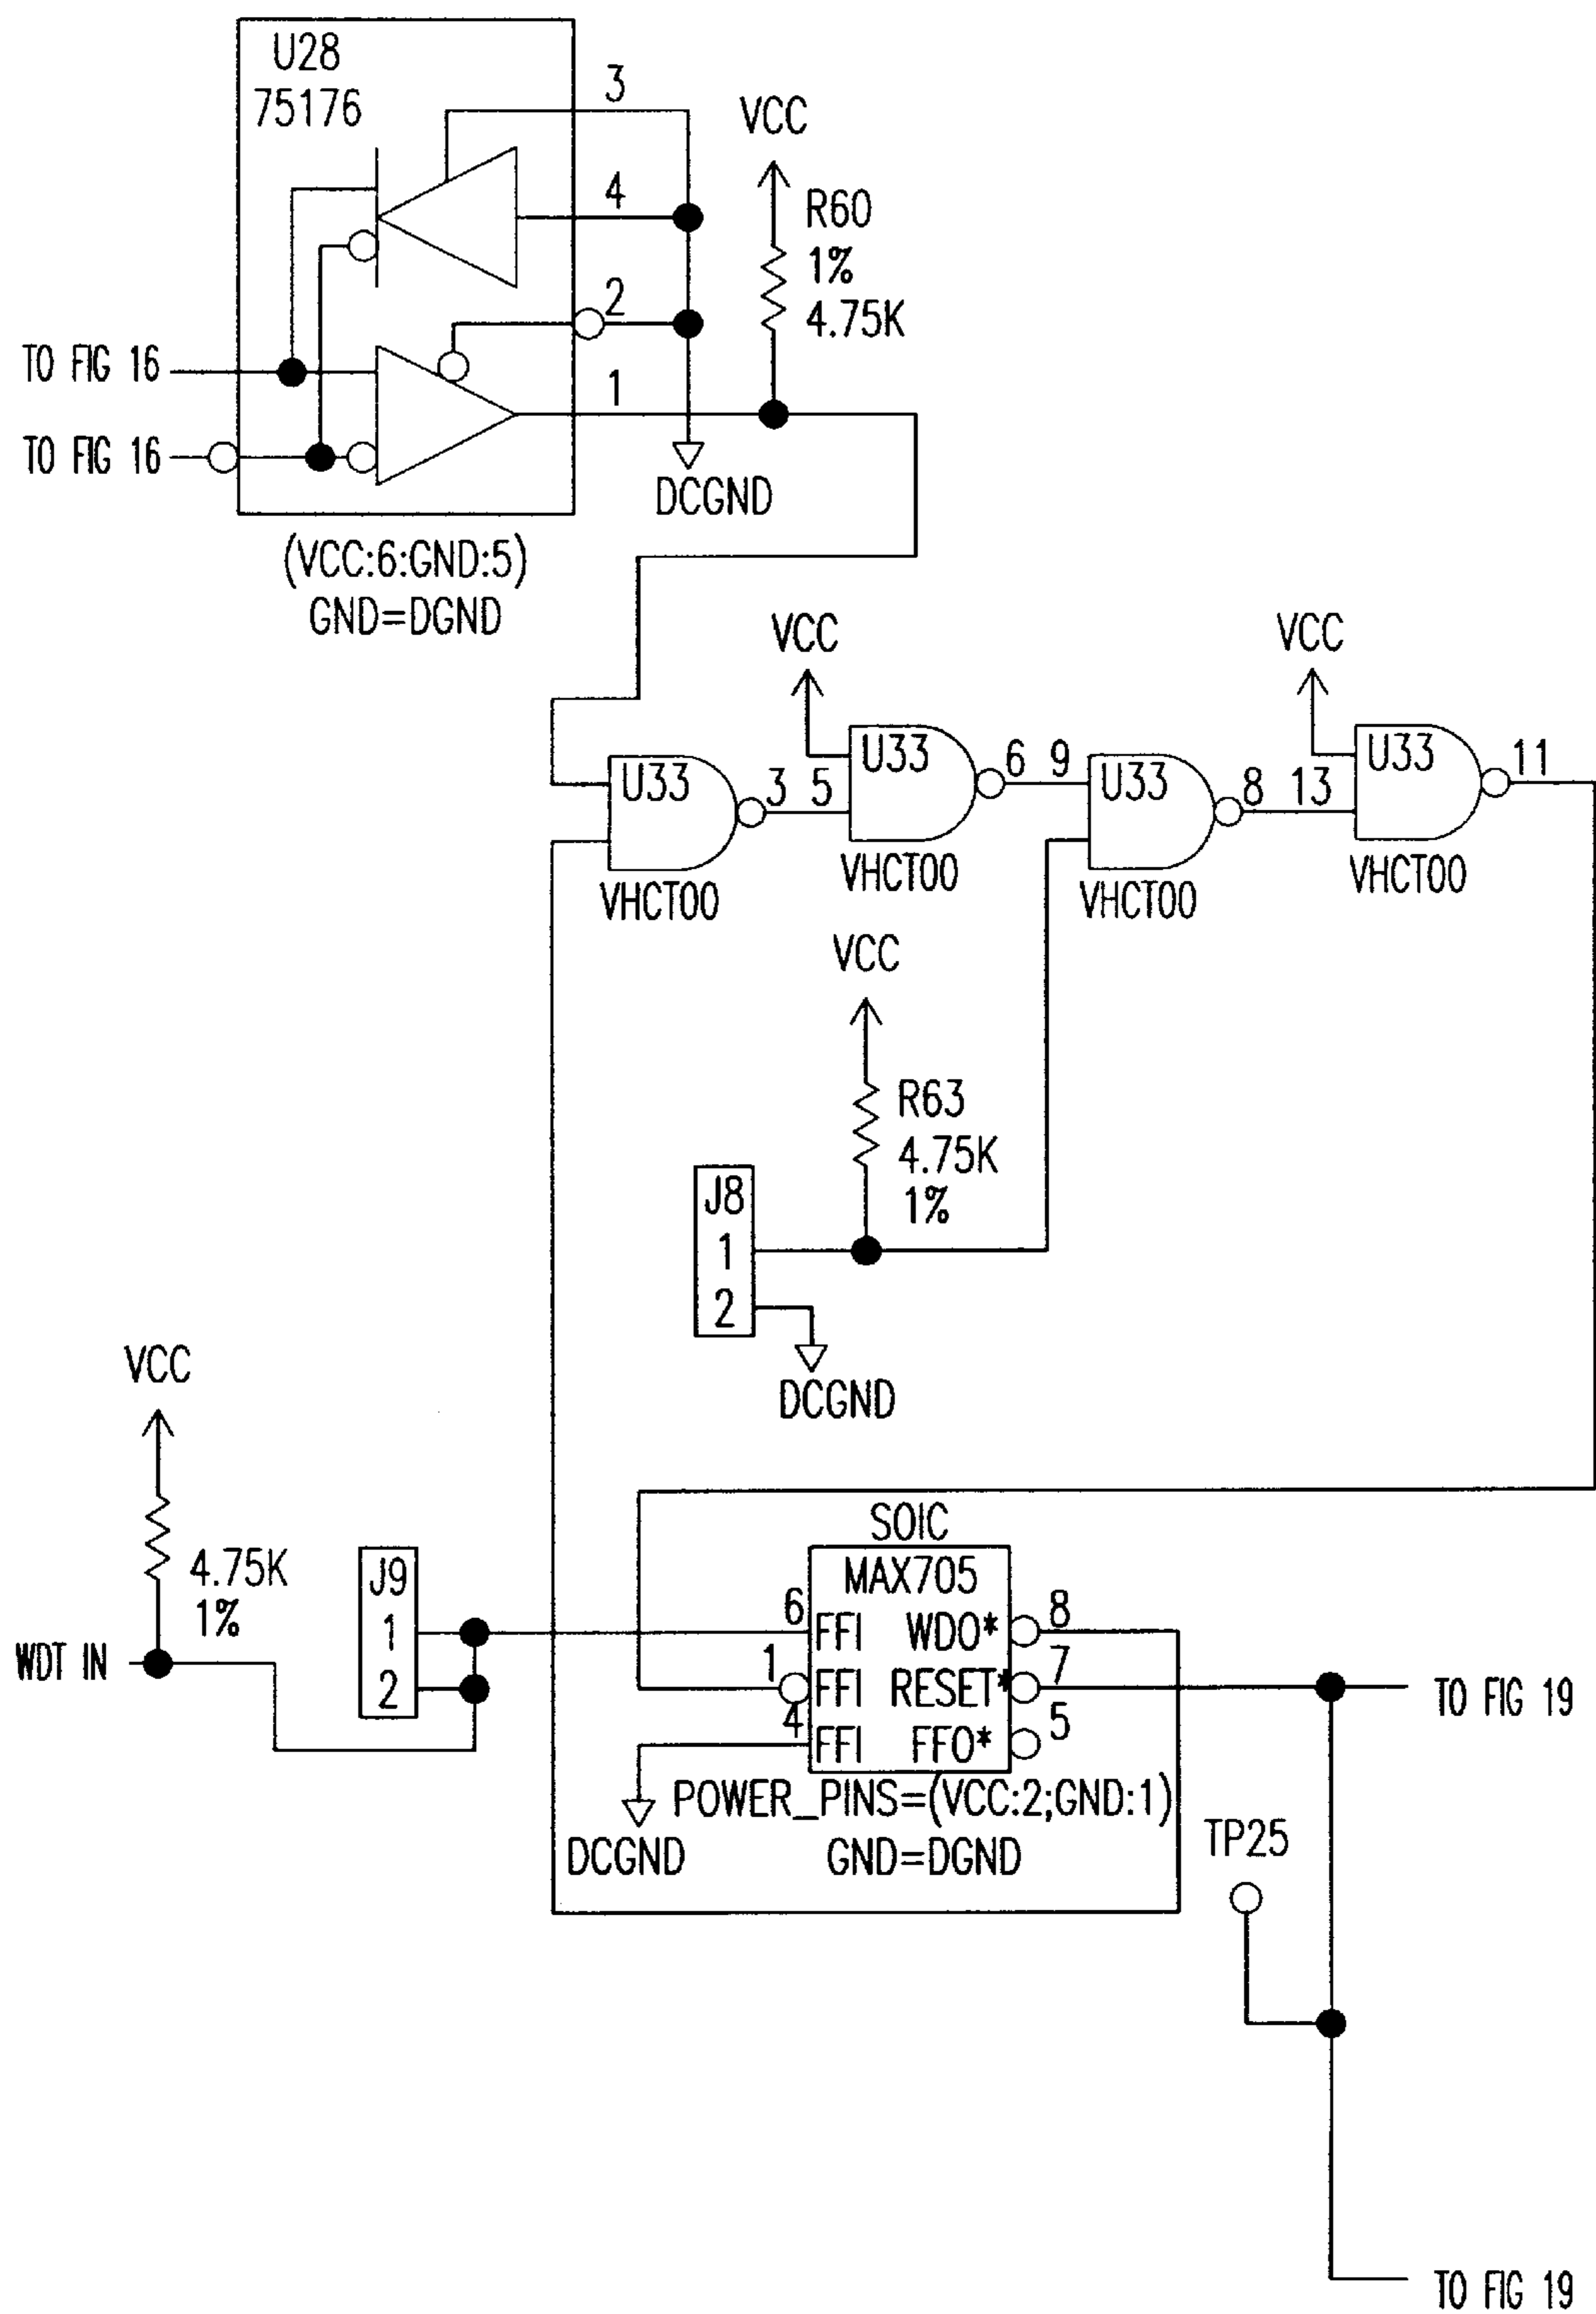 U28
75176
3
4
2
1
VCC
R60
1%
4.75K
TO FIG 16
TO FIG 16
DCGND
(VCC:6:GND:5)
GND=DGND
VCC
VCC
U33
3
5
U33
6
9
U33
8
13
U33
11
VHCT00
VHCT00
VHCT00
VHCT00
VCC
R63
4.75K
1%
J8
1
2
DCGND
VCC
4.75K
1%
WDT IN
J9
1
2
SOIC
MAX705
6
FFI
WDO*
8
1
FFI
RESET*
7
4
FFI
FFO*
5
POWER_PINS=(VCC:2;GND:1)
GND=DGND
DCGND
TO FIG 19
TP25
TO FIG 19